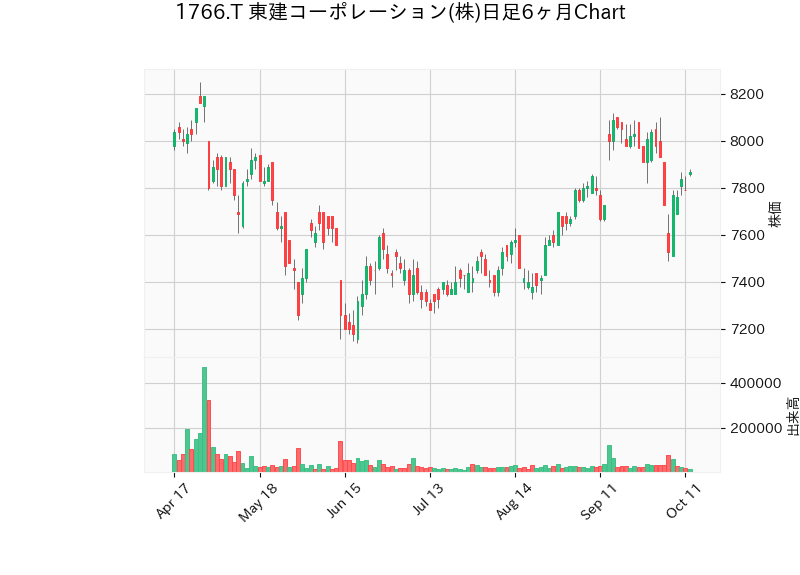 1766.T 東建コーポレーション(株)日足6ヶ月Chart
8200
8000
7800
7600
7400
7200
株価
400000
200000
出来高
Apr 17
May 18
Jun 15
Jul 13
Aug 14
Sep 11
Oct 11